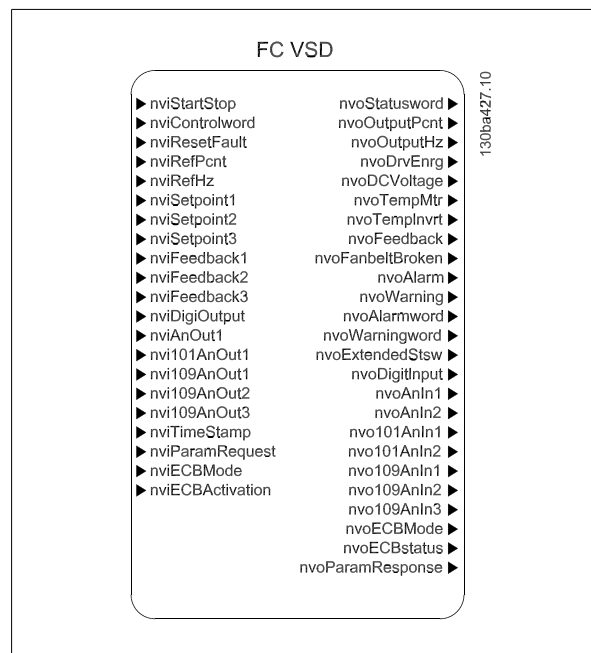 FC VSD
nviStartStop
nviControlword
nviResetFault
nviRefPcnt
nviRefHz
nviSetpoint1
nviSetpoint2
nviSetpoint3
nviFeedback1
nviFeedback2
nviFeedback3
nviDigiOutput
nviAnOut1
nvi101AnOut1
nvi109AnOut1
nvi109AnOut2
nvi109AnOut3
nviTimeStamp
nviParamRequest
nviECBMode
nviECBActivation
nvoStatusword
nvoOutputPcnt
nvoOutputHz
nvoDrvEnrg
nvoDCVoltage
nvoTempMtr
nvoTempInvrt
nvoFeedback
nvoFanbeltBroken
nvoAlarm
nvoWarning
nvoAlarmword
nvoWarningword
nvoExtendedStsw
nvoDigitInput
nvoAnIn1
nvoAnIn2
nvo101AnIn1
nvo101AnIn2
nvo109AnIn1
nvo109AnIn2
nvo109AnIn3
nvoECBMode
nvoECBstatus
nvoParamResponse
130ba427.10